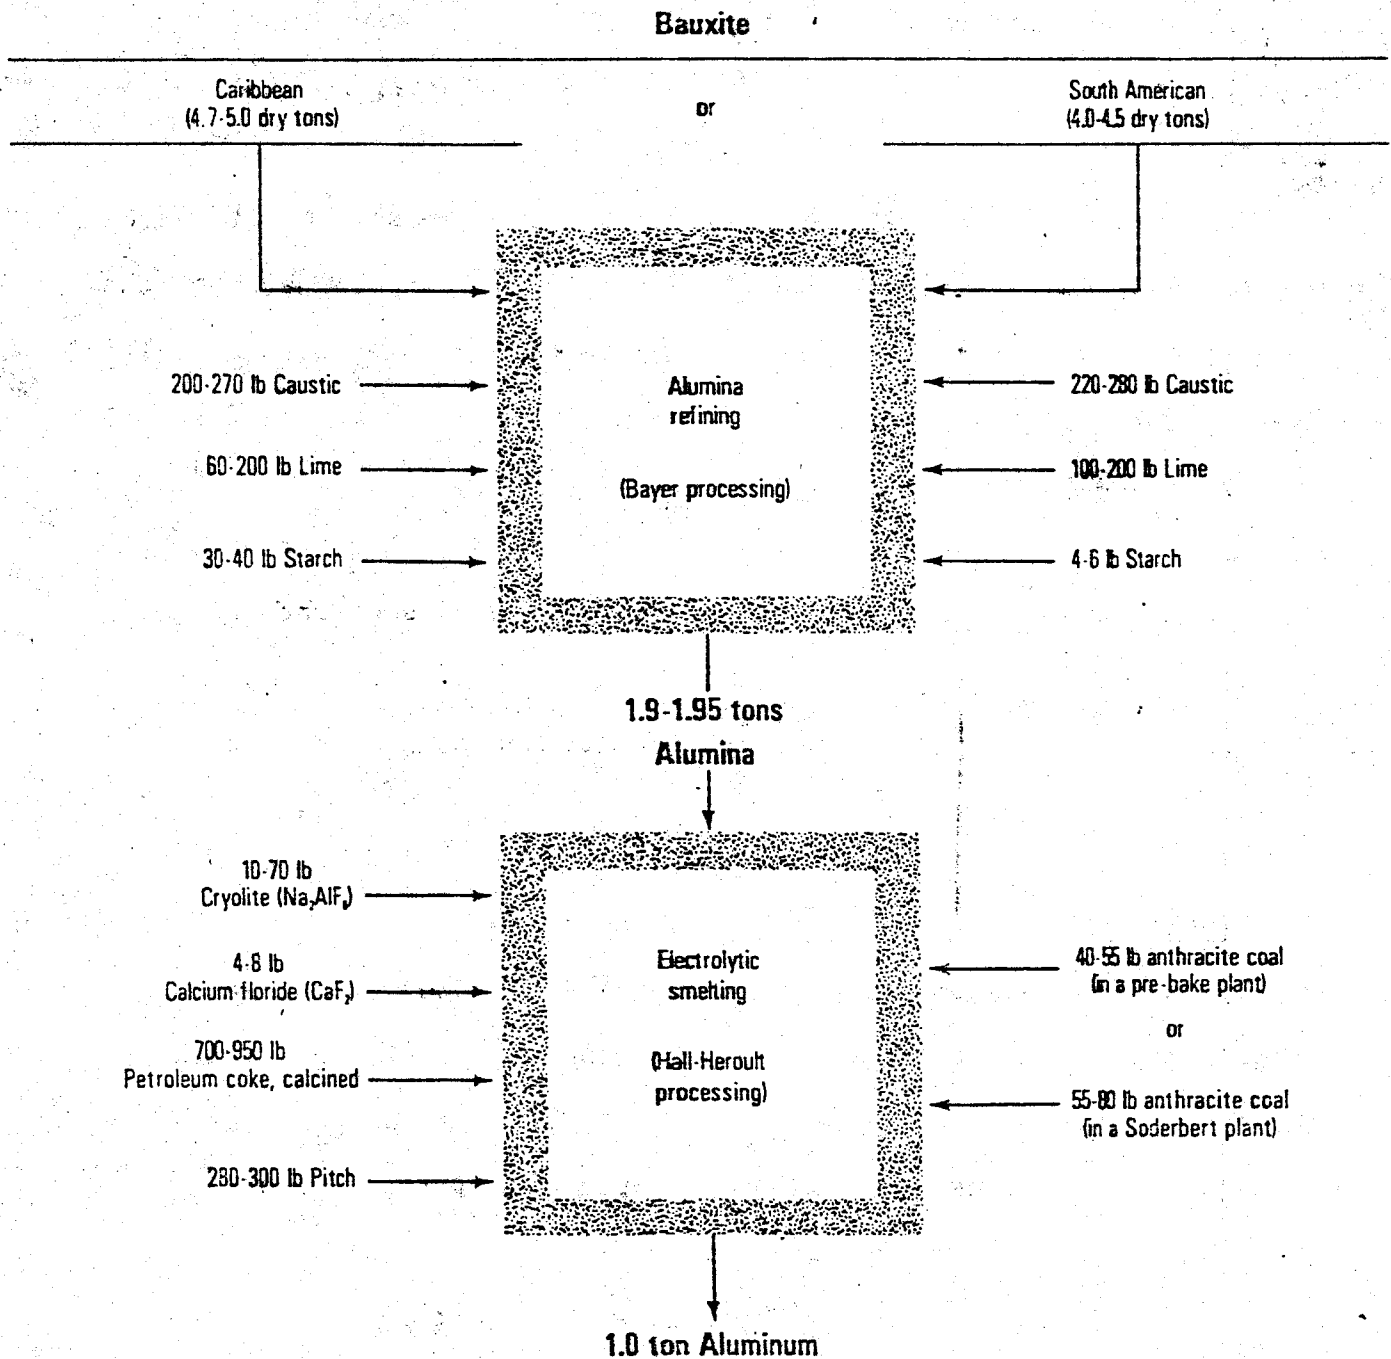 Bauxite
Caribbean
(4.7-5.0 dry tons)
or
South American
(4.0-4.5 dry tons)
200-270 lb Caustic
60-200 lb Lime
30-40 lb Starch
Alumina
refining
(Bayer processing)
220-280 lb Caustic
100-200 lb Lime
4-6 lb Starch
1.9-1.95 tons
Alumina
10-70 lb
Cryolite (Na₃AlF₆)
4-8 lb
Calcium floride (CaF₂)
700-950 lb
Petroleum coke, calcined
280-300 lb Pitch
Electrolytic
smelting
(Hall-Heroult
processing)
40-55 lb anthracite coal
(in a pre-bake plant)
or
55-80 lb anthracite coal
(in a Soderbert plant)
1.0 ton Aluminum